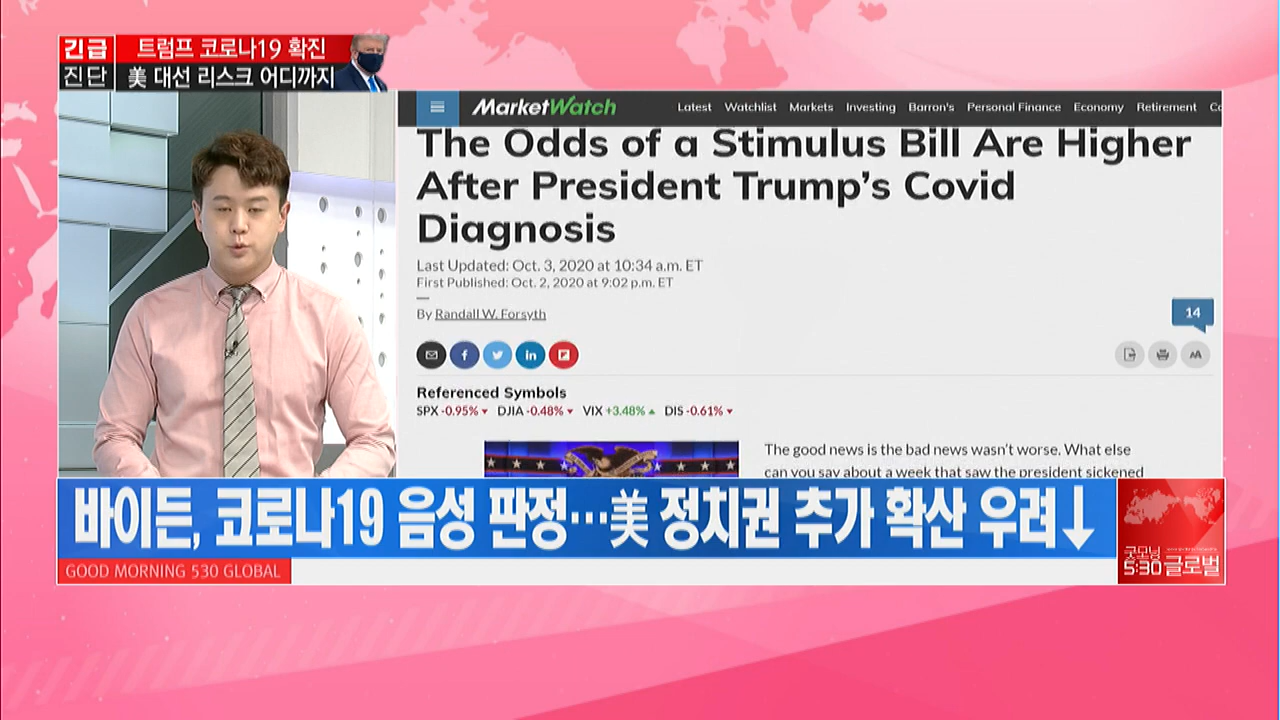 긴급
트럼프 코로나19 확진
진단
美 대선 리스크 어디까지
MarketWatch
Latest Watchlist Markets Investing Barron's Personal Finance Economy Retirement
The Odds of a Stimulus Bill Are Higher
After President Trump’s Covid
Diagnosis
Last Updated: Oct. 3, 2020 at 10:34 a.m. ET
First Published: Oct. 2, 2020 at 9:02 p.m. ET
By Randall W. Forsyth
14
Referenced Symbols
SPX -0.95% DJIA -0.48% VIX +3.48% DIS -0.61%
The good news is the bad news wasn’t worse. What else
can you say about a week that saw the president sickened
바이든, 코로나19 음성 판정…美 정치권 추가 확산 우려↓
GOOD MORNING 530 GLOBAL
굿모닝
5:30 글로벌